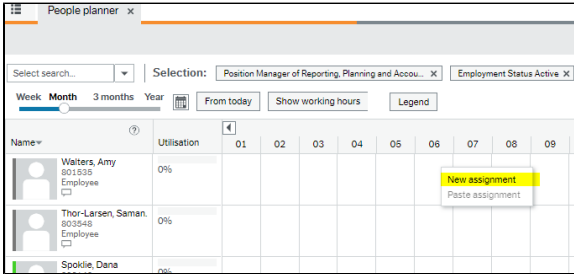 People planner ×
Select search... Selection: Position Manager of Reporting, Planning and Accou... × Employment Status Active ×
Week Month 3 months Year From today Show working hours Legend
Name Utilisation 01 02 03 04 05 06 07 08 09
Walters, Amy
801535
Employee
0%
New assignment
Paste assignment
Thor-Larsen, Saman.
803548
Employee
0%
Spoklie, Dana
0%